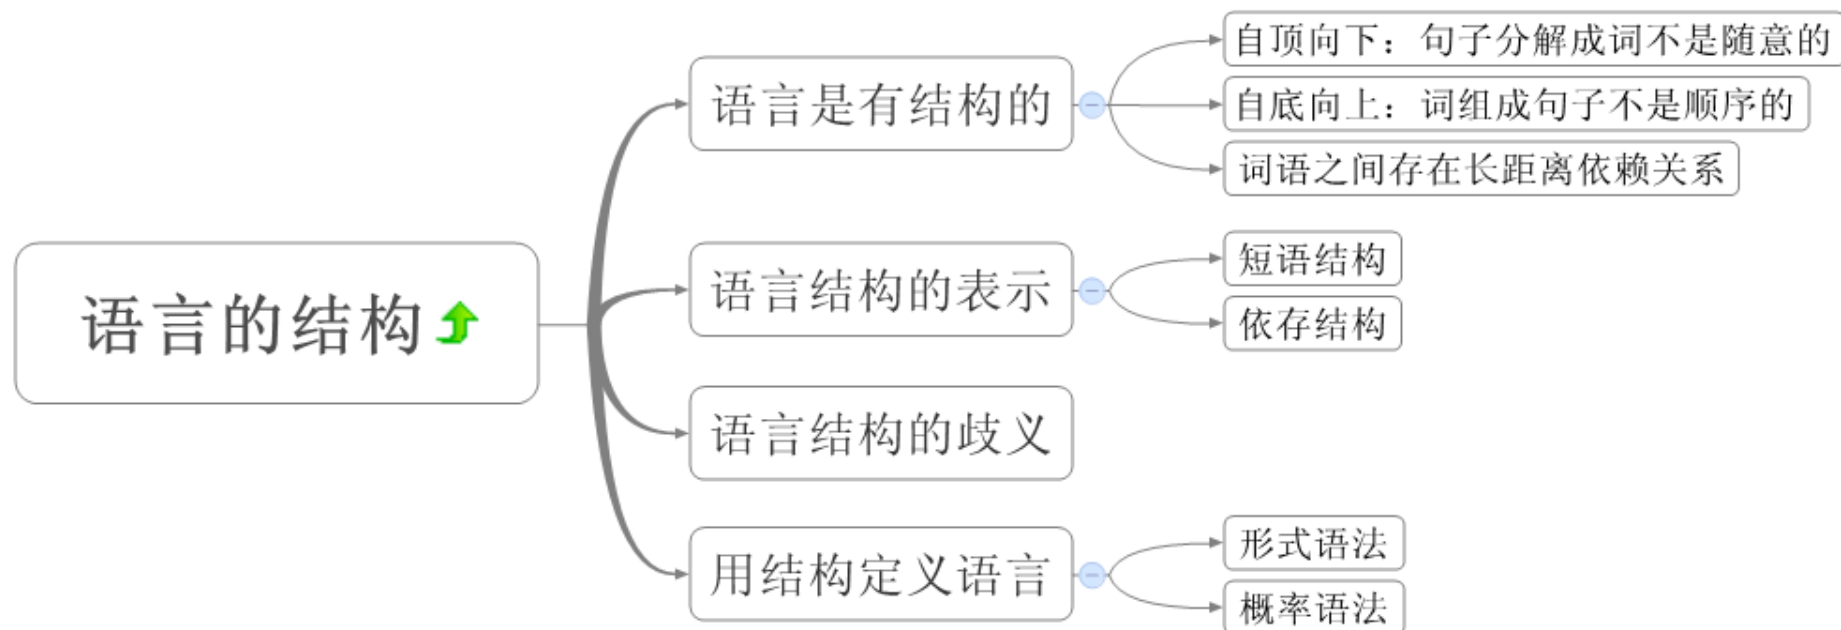 语言的结构
语言是有结构的
自顶向下：句子分解成词不是随意的
自底向上：词组成句子不是顺序的
词语之间存在长距离依赖关系
语言结构的表示
短语结构
依存结构
语言结构的歧义
用结构定义语言
形式语法
概率语法